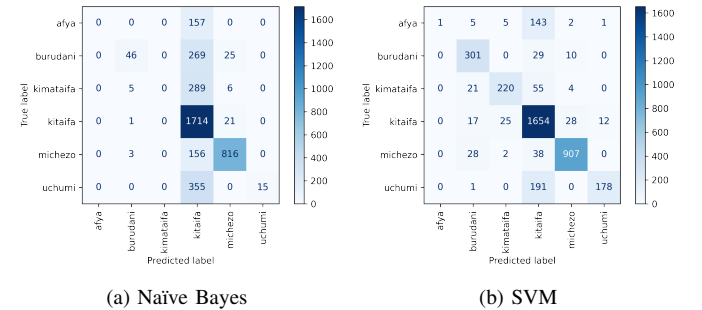 afya 0 0 0 157 0 0
burudani 0 46 0 269 25 0
kimataifa 0 5 0 289 6 0
kitaifa 0 1 0 1714 21 0
michezo 0 3 0 156 816 0
uchumi 0 0 0 355 0 15
afya burudani kimataifa kitaifa michezo uchumi
True label
Predicted label
1600
1400
1200
1000
800
600
400
200
0
(a) Naïve Bayes
afya 1 5 5 143 2 1
burudani 0 301 0 29 10 0
kimataifa 0 21 220 55 4 0
kitaifa 0 17 25 1654 28 12
michezo 0 28 2 38 907 0
uchumi 0 1 0 191 0 178
afya burudani kimataifa kitaifa michezo uchumi
True label
Predicted label
1600
1400
1200
1000
800
600
400
200
0
(b) SVM